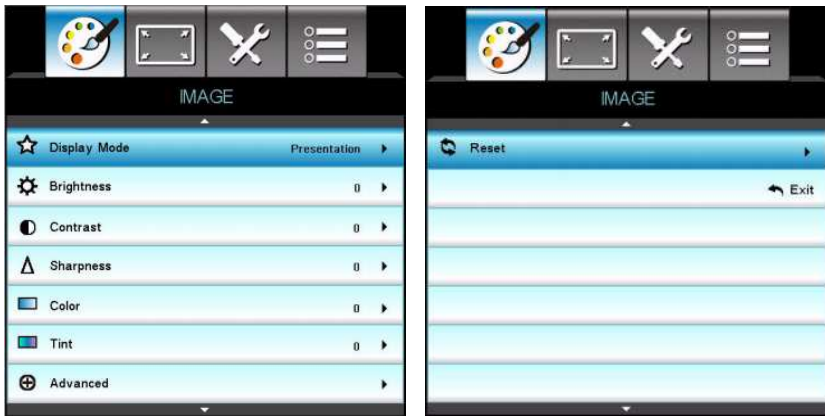 IMAGE
Display Mode Presentation
Brightness 0
Contrast 0
Sharpness 0
Color 0
Tint 0
Advanced
IMAGE
Reset
Exit